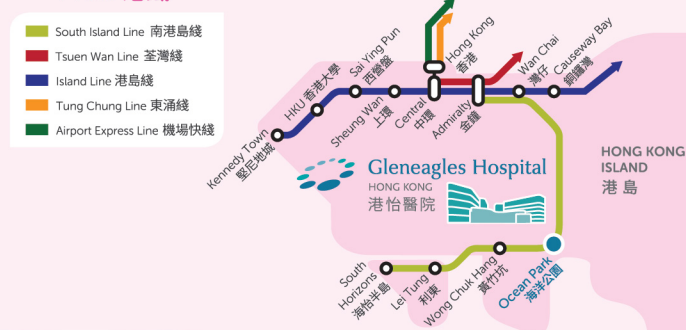 South Island Line 南港島綫
Tsuen Wan Line 荃灣綫
Island Line 港島綫
Tung Chung Line 東涌綫
Airport Express Line 機場快綫
Kennedy Town
堅尼地城
HKU 香港大學
Sai Ying Pun
西營盤
Sheung Wan
上環
Central
中環
Hong Kong
香港
Admiralty
金鐘
Wan Chai
灣仔
Causeway Bay
銅鑼灣
Gleneagles Hospital
HONG KONG
港怡醫院
HONG KONG
ISLAND
港島
South
Horizons
海怡半島
Lei Tung
利東
Wong Chuk Hang
黃竹坑
Ocean Park
海洋公園